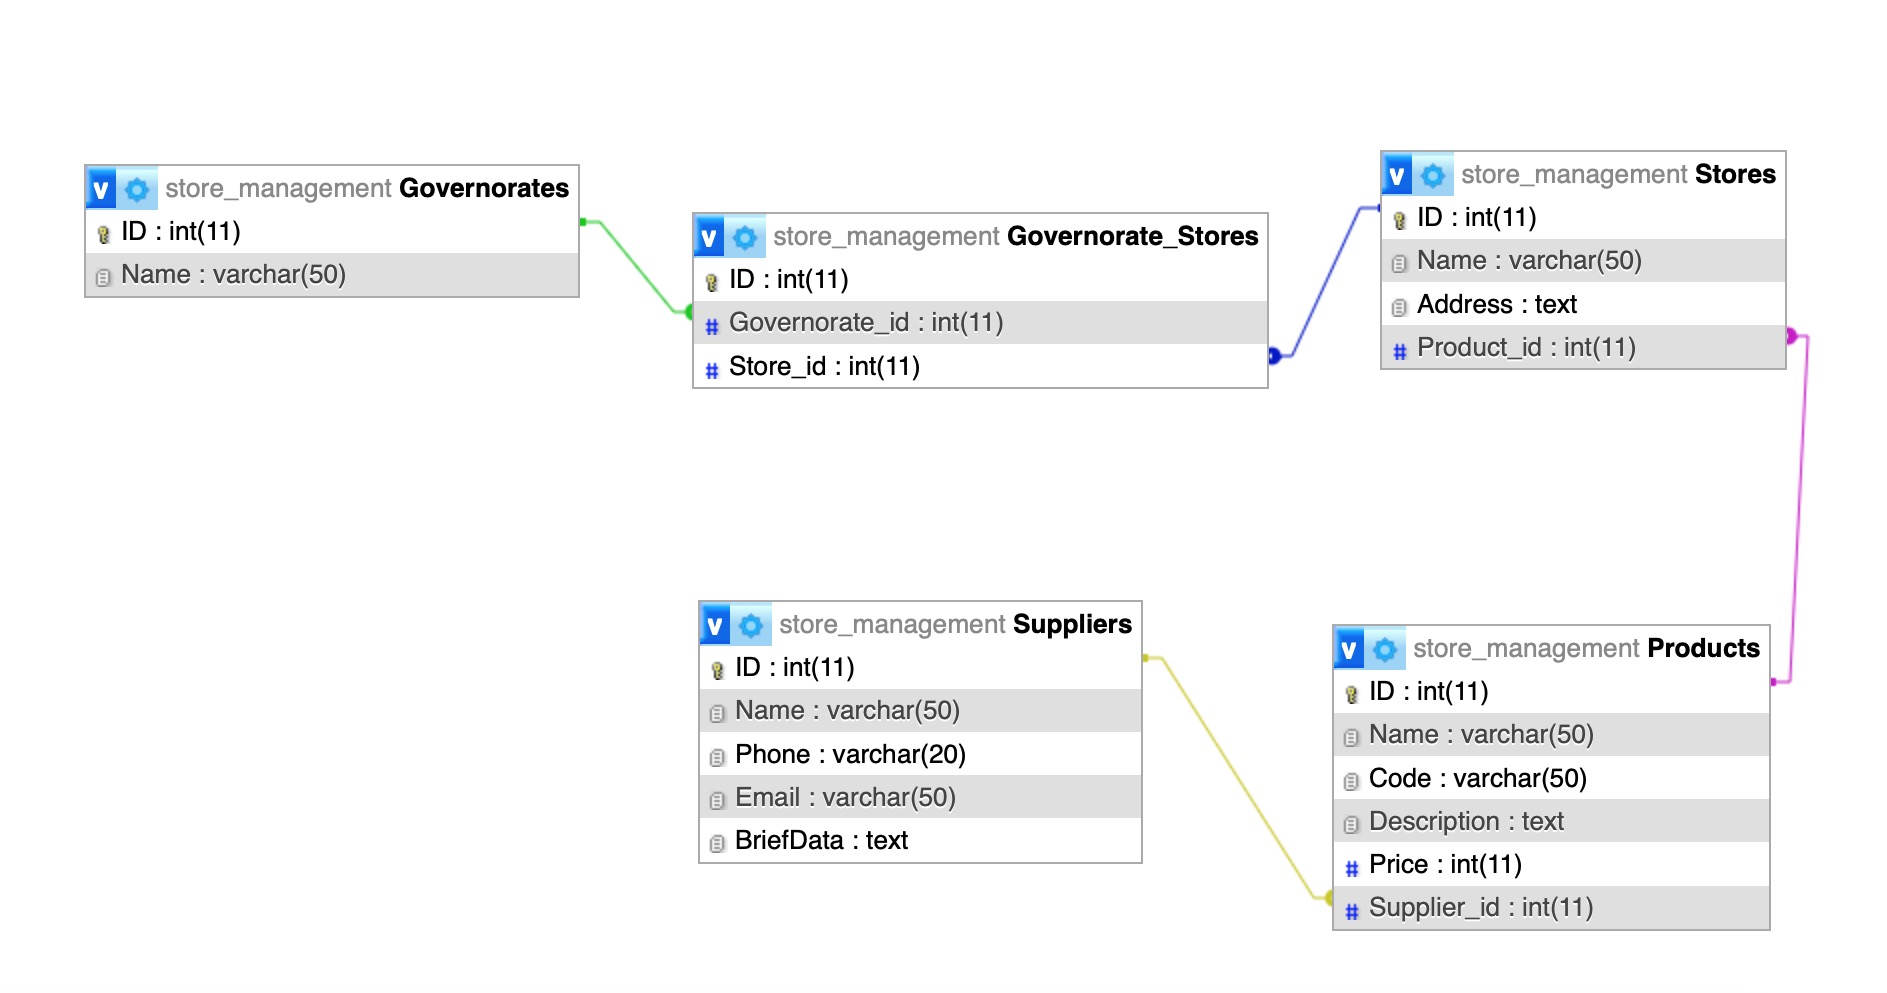 v store_management Governorates
ID : int(11)
Name : varchar(50)
v store_management Governorate_Stores
ID : int(11)
# Governorate_id : int(11)
# Store_id : int(11)
v store_management Stores
ID : int(11)
Name : varchar(50)
Address : text
# Product_id : int(11)
v store_management Suppliers
ID : int(11)
Name : varchar(50)
Phone : varchar(20)
Email : varchar(50)
BriefData : text
v store_management Products
ID : int(11)
Name : varchar(50)
Code : varchar(50)
Description : text
# Price : int(11)
# Supplier_id : int(11)